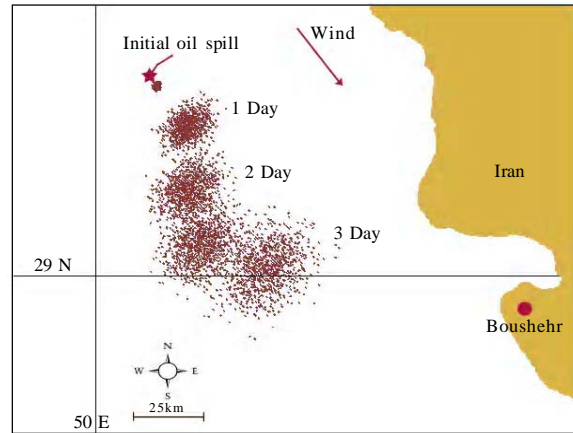 Initial oil spill
Wind
1 Day
2 Day
Iran
3 Day
29 N
Boushehr
N
W E
S
25km
50 E